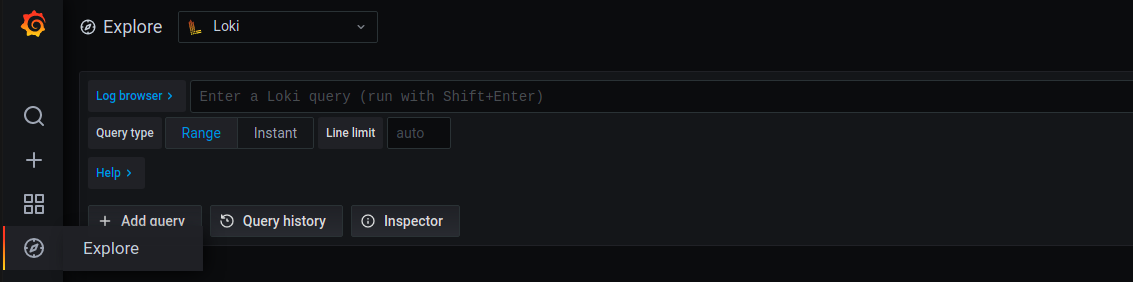 Explore Loki
Log browser > Enter a Loki query (run with Shift+Enter)
Query type Range Instant Line limit auto
Help >
Add query Query history Inspector
Explore